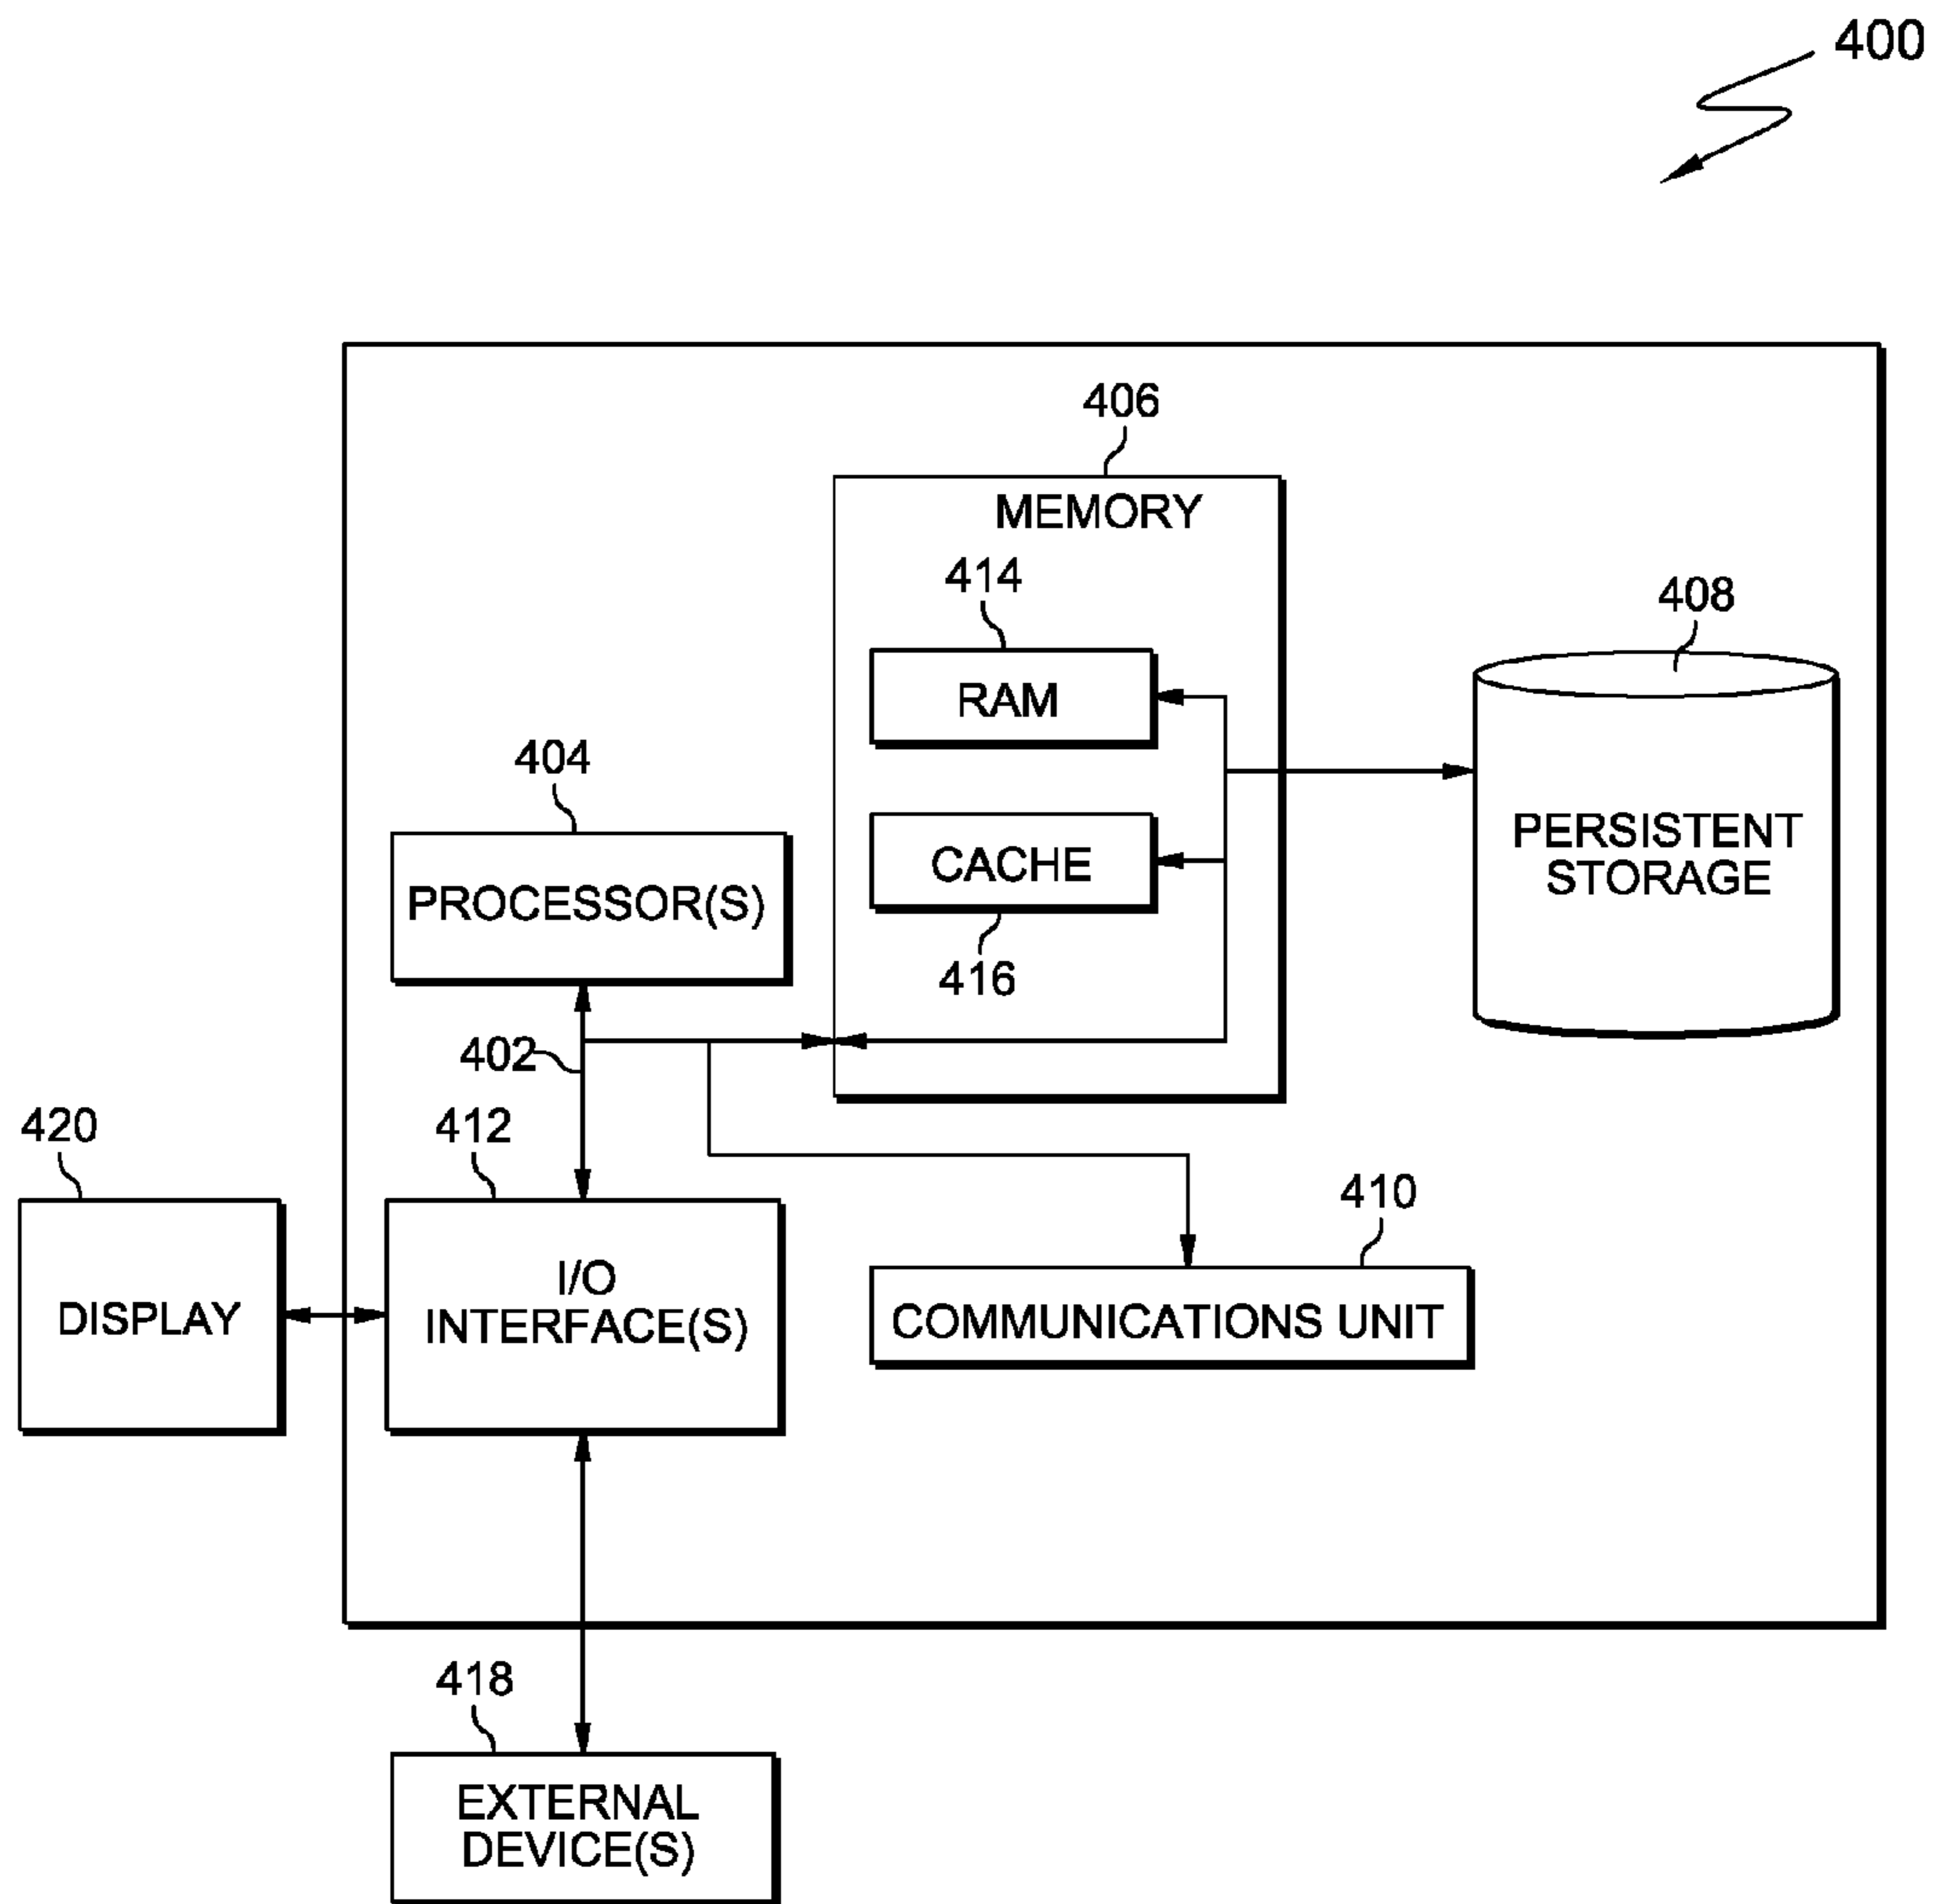 400
406
MEMORY
414
RAM
408
404
CACHE
PERSISTENT
STORAGE
PROCESSOR(S)
416
402
420
412
410
I/O
INTERFACE(S)
DISPLAY
COMMUNICATIONS UNIT
418
EXTERNAL
DEVICE(S)